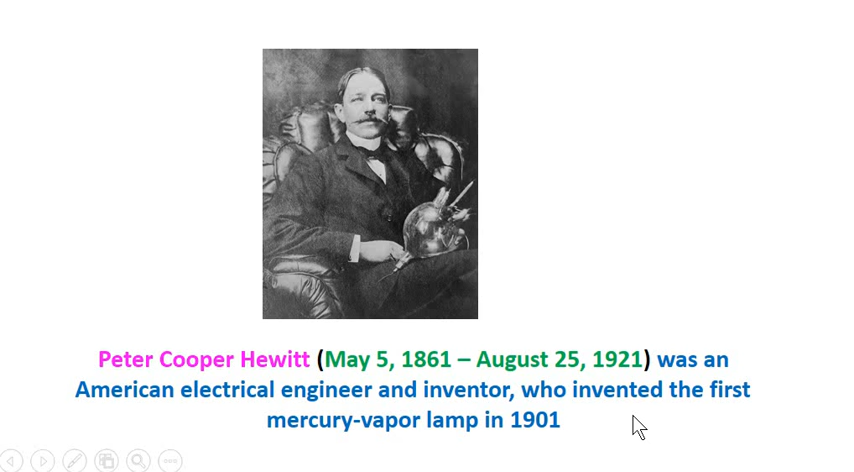 Peter Cooper Hewitt (May 5, 1861 – August 25, 1921) was an
American electrical engineer and inventor, who invented the first
mercury-vapor lamp in 1901